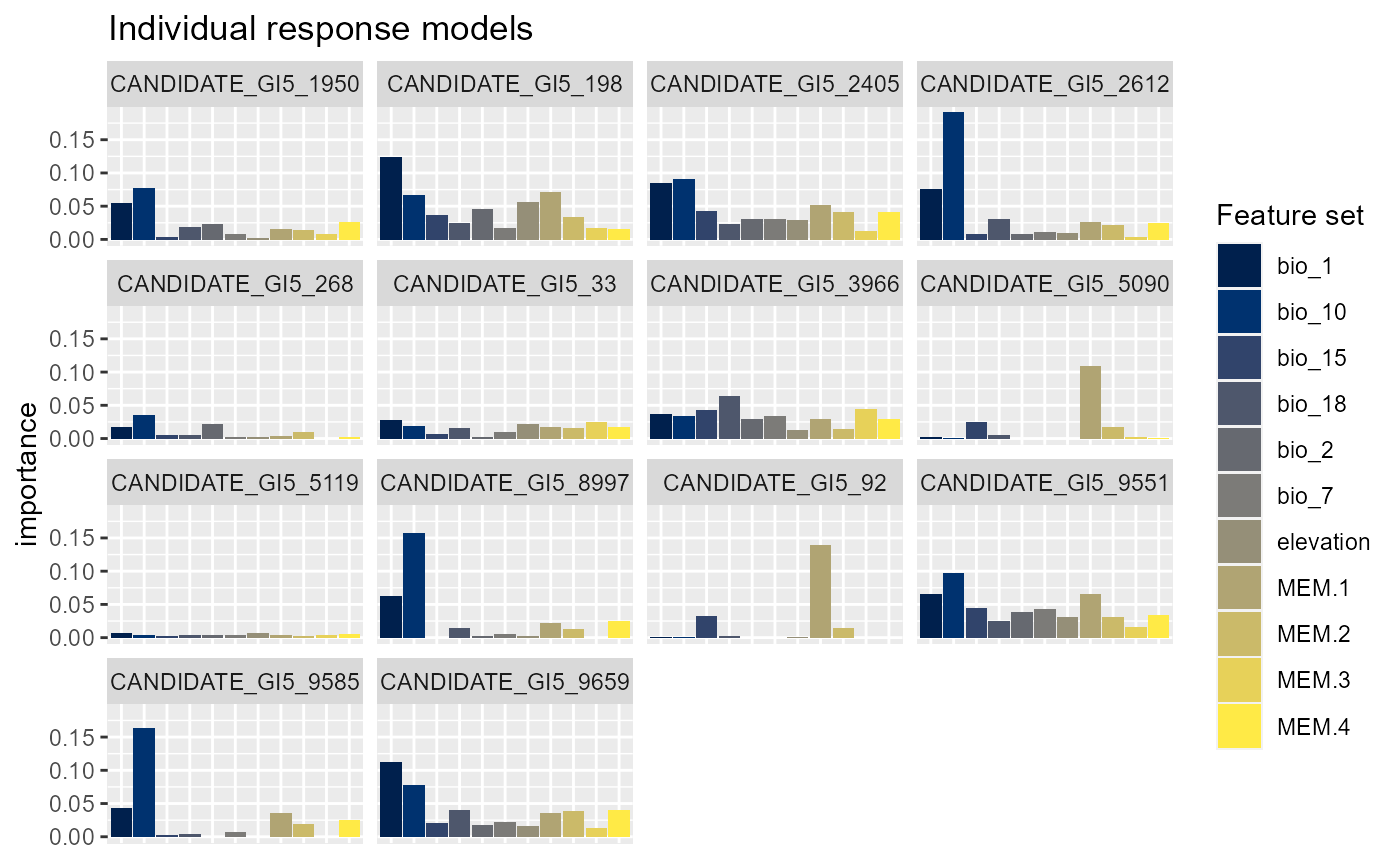 Individual response models
CANDIDATE_GI5_1950 CANDIDATE_GI5_198 CANDIDATE_GI5_2405 CANDIDATE_GI5_2612
0.15
0.10
0.05
0.00
CANDIDATE_GI5_268 CANDIDATE_GI5_33 CANDIDATE_GI5_3966 CANDIDATE_GI5_5090
0.15
0.10
0.05
0.00
CANDIDATE_GI5_5119 CANDIDATE_GI5_8997 CANDIDATE_GI5_92 CANDIDATE_GI5_9551
0.15
0.10
0.05
0.00
CANDIDATE_GI5_9585 CANDIDATE_GI5_9659
0.15
0.10
0.05
0.00
importance
Feature set
bio_1
bio_10
bio_15
bio_18
bio_2
bio_7
elevation
MEM.1
MEM.2
MEM.3
MEM.4